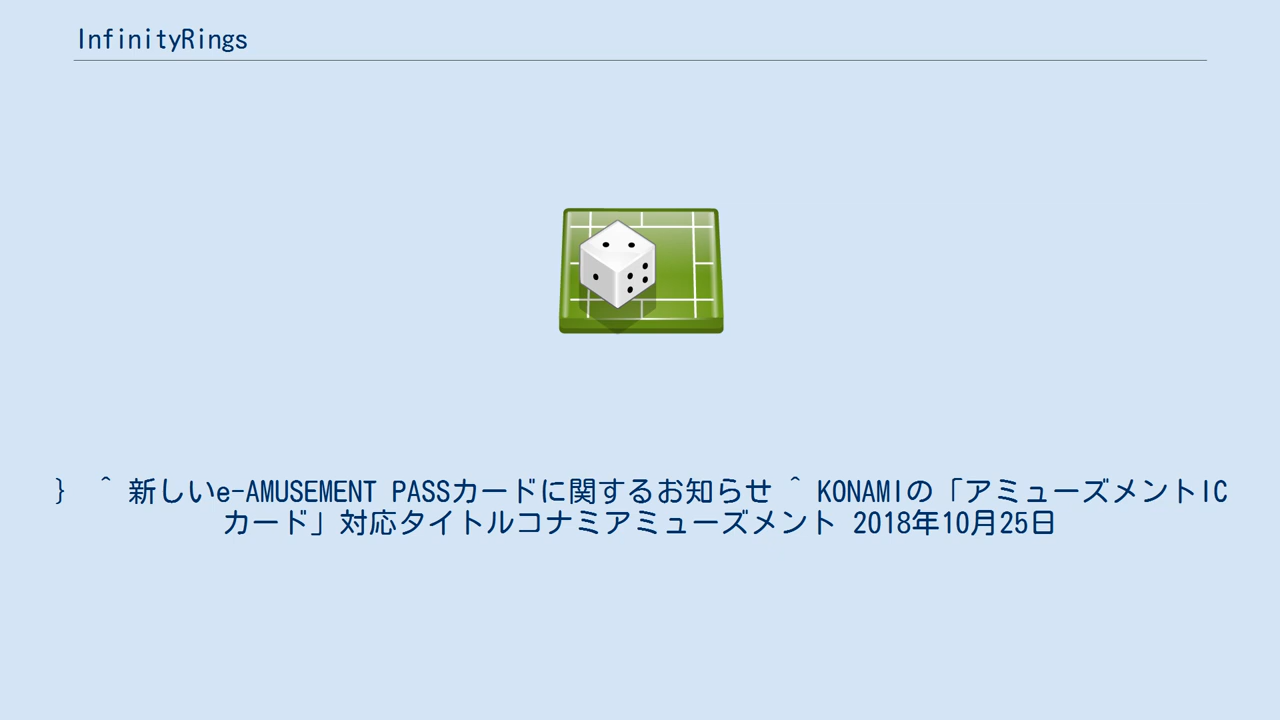 InfinityRings
} ^ 新しいe-AMUSEMENT PASSカードに関するお知らせ ^ KONAMIの「アミューズメントIC
カード」対応タイトルコナミアミューズメント 2018年10月25日